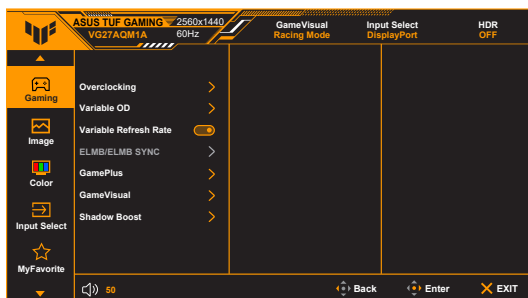 ASUS TUF GAMING 2560x1440
VG27AQM1A 60Hz
GameVisual
Racing Mode
Input Select
DisplayPort
HDR
OFF
Gaming
Image
Color
Input Select
MyFavorite
Overclocking
Variable OD
Variable Refresh Rate
ELMB/ELMB SYNC
GamePlus
GameVisual
Shadow Boost
50
Back
Enter
EXIT